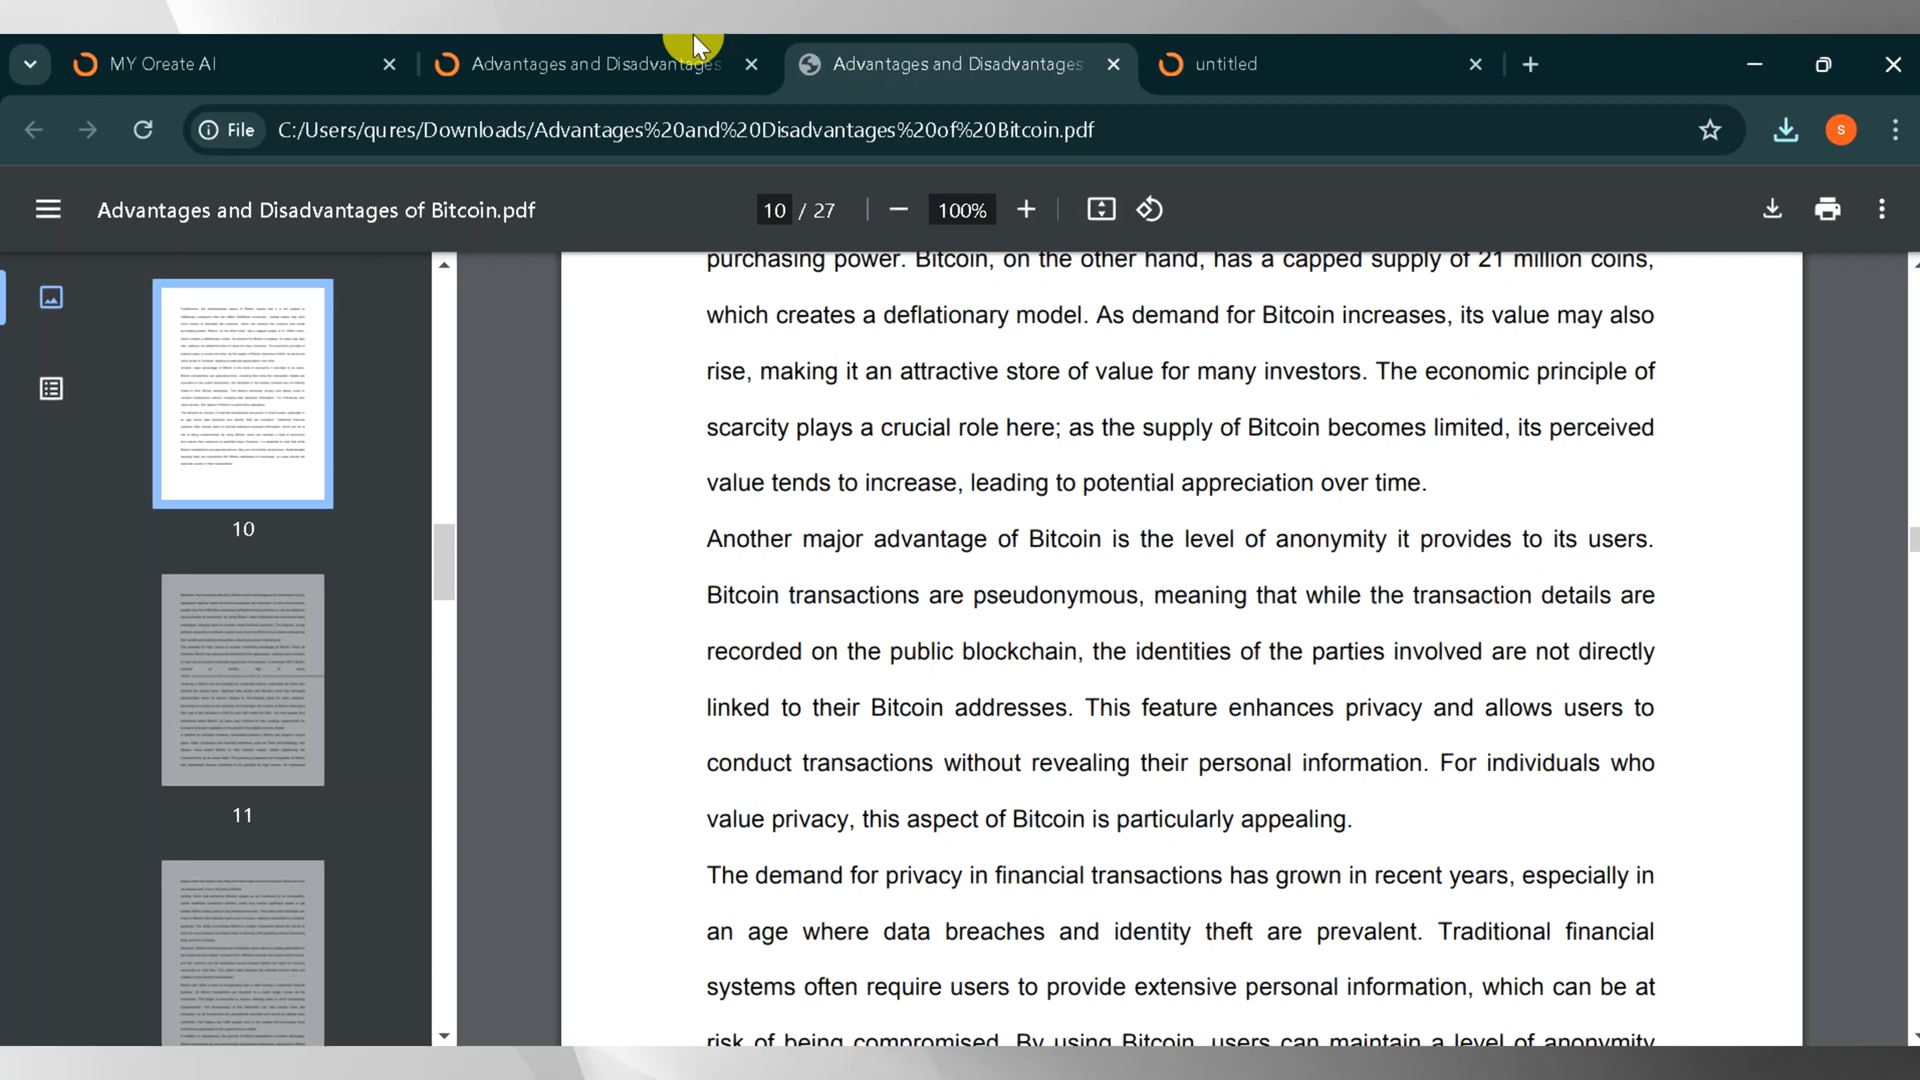 MY Oreate AI
Advantages and Disadvantages
Advantages and Disadvantages
untitled
File
C:/Users/qures/Downloads/Advantages%20and%20Disadvantages%20of%20Bitcoin.pdf
S
Advantages and Disadvantages of Bitcoin.pdf
10 / 27
100%
purchasing power. Bitcoin, on the other hand, has a capped supply of 21 million coins,
which creates a deflationary model. As demand for Bitcoin increases, its value may also
rise, making it an attractive store of value for many investors. The economic principle of
scarcity plays a crucial role here; as the supply of Bitcoin becomes limited, its perceived
value tends to increase, leading to potential appreciation over time.
Another major advantage of Bitcoin is the level of anonymity it provides to its users.
Bitcoin transactions are pseudonymous, meaning that while the transaction details are
recorded on the public blockchain, the identities of the parties involved are not directly
linked to their Bitcoin addresses. This feature enhances privacy and allows users to
conduct transactions without revealing their personal information. For individuals who
value privacy, this aspect of Bitcoin is particularly appealing.
The demand for privacy in financial transactions has grown in recent years, especially in
an age where data breaches and identity theft are prevalent. Traditional financial
systems often require users to provide extensive personal information, which can be at
risk of being compromised. By using Bitcoin, users can maintain a level of anonymity
10
11